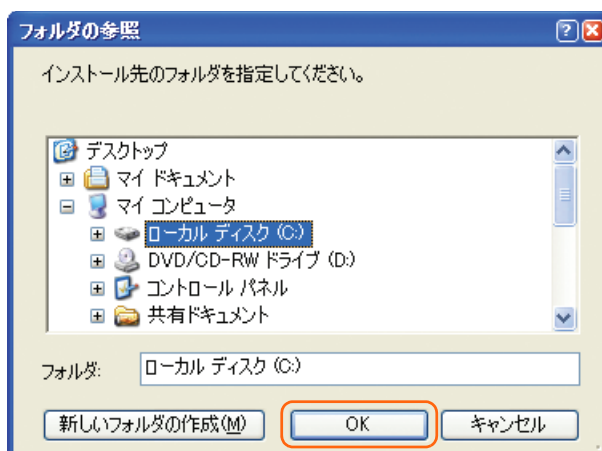 フォルダの参照
インストール先のフォルダを指定してください。
デスクトップ
マイ ドキュメント
マイ コンピュータ
ローカル ディスク (C:)
DVD/CD-RW ドライブ (D:)
コントロール パネル
共有ドキュメント
フォルダ: ローカル ディスク (C:)
新しいフォルダの作成(M) OK キャンセル